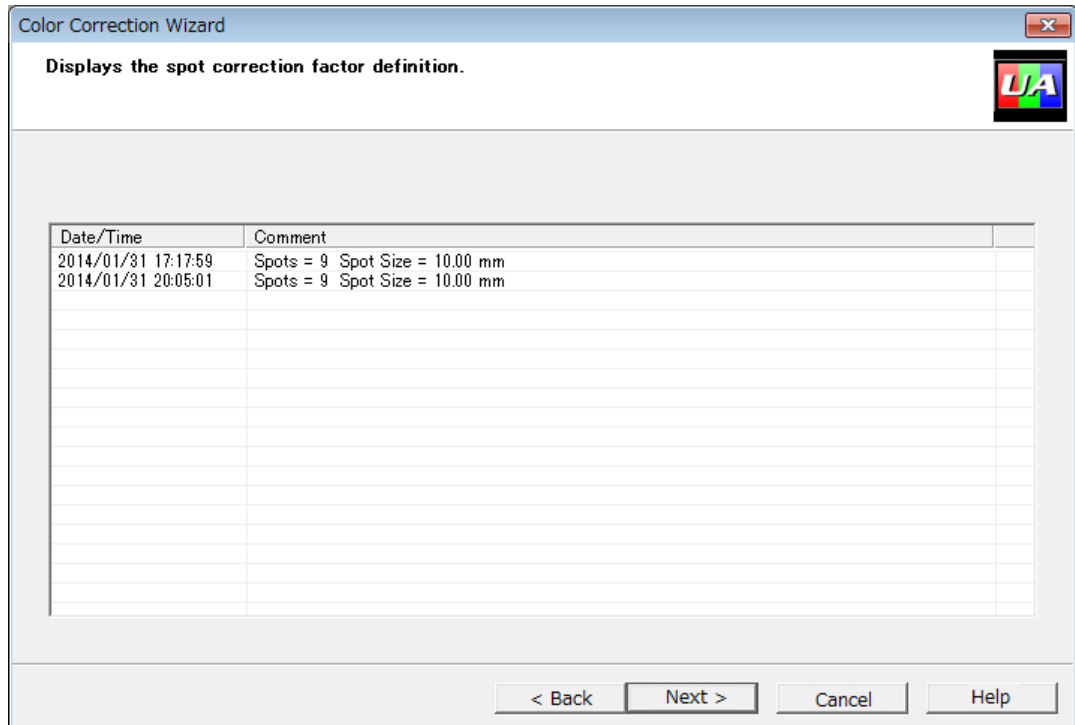 Color Correction Wizard
Displays the spot correction factor definition.
UA
Date/Time Comment
2014/01/31 17:17:59 Spots = 9 Spot Size = 10.00 mm
2014/01/31 20:05:01 Spots = 9 Spot Size = 10.00 mm
< Back Next > Cancel Help